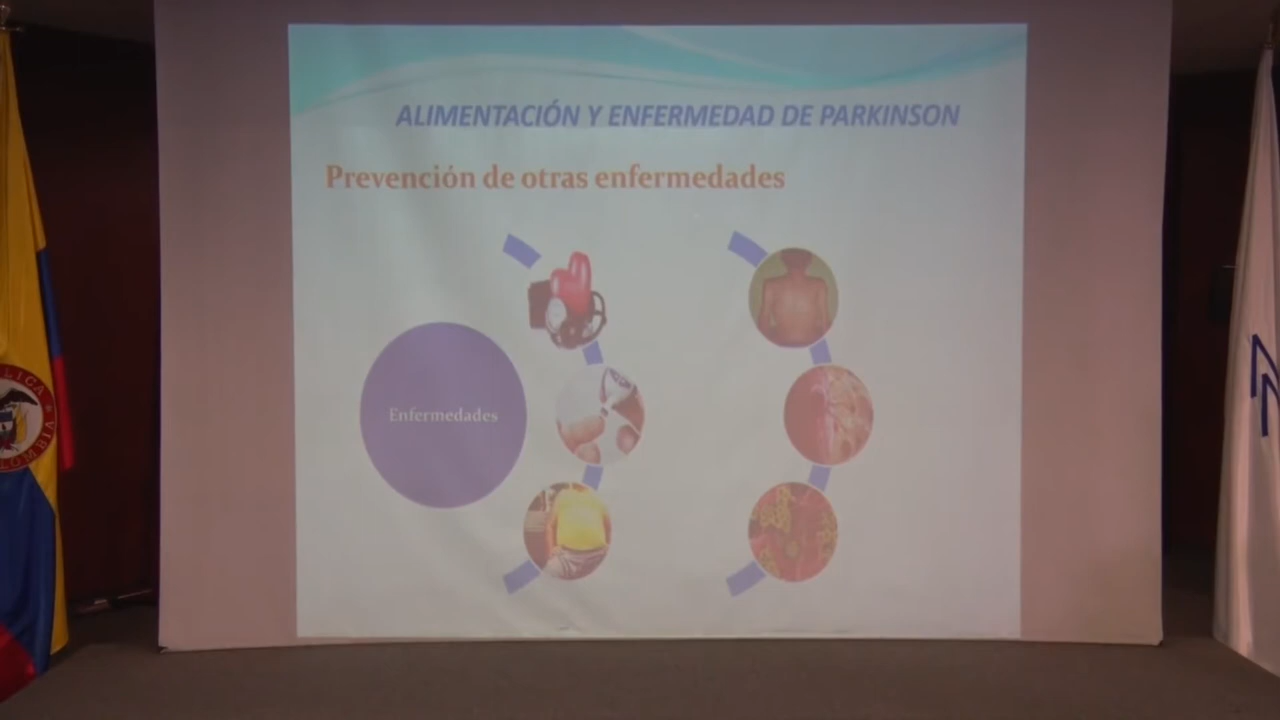 ALIMENTACIÓN Y ENFERMEDAD DE PARKINSON
Prevención de otras enfermedades
Enfermedades